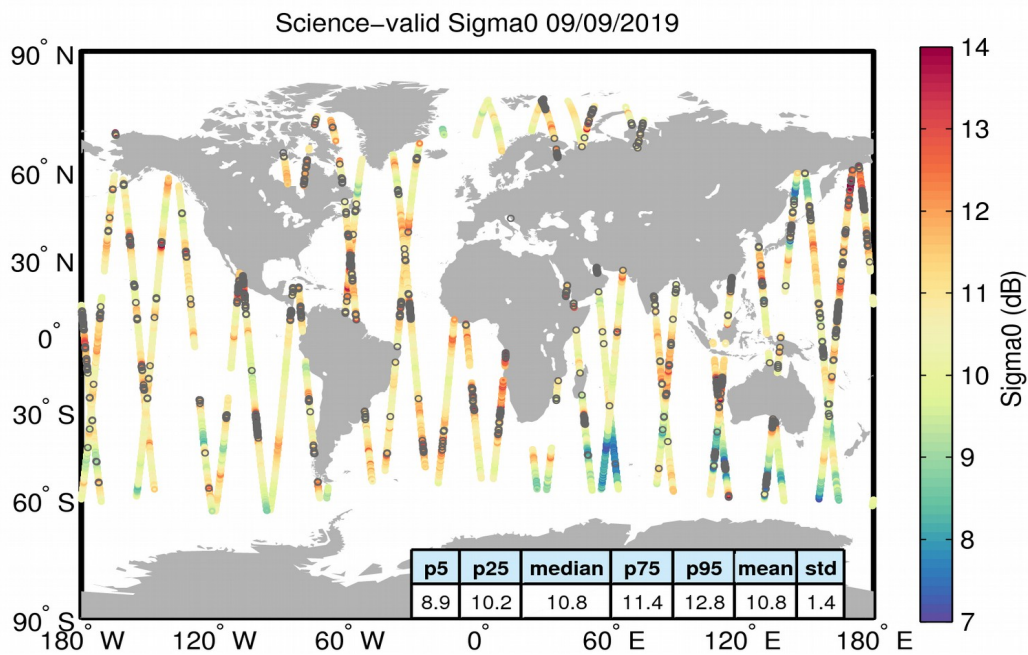 Science−valid Sigma0 09/09/2019
90° N
60° N
30° N
0°
30° S
60° S
90° S
180° W
120° W
60° W
0°
60° E
120° E
180° E
p5 p25 median p75 p95 mean std
8.9 10.2 10.8 11.4 12.8 10.8 1.4
14
13
12
11
10
9
8
7
Sigma0 (dB)